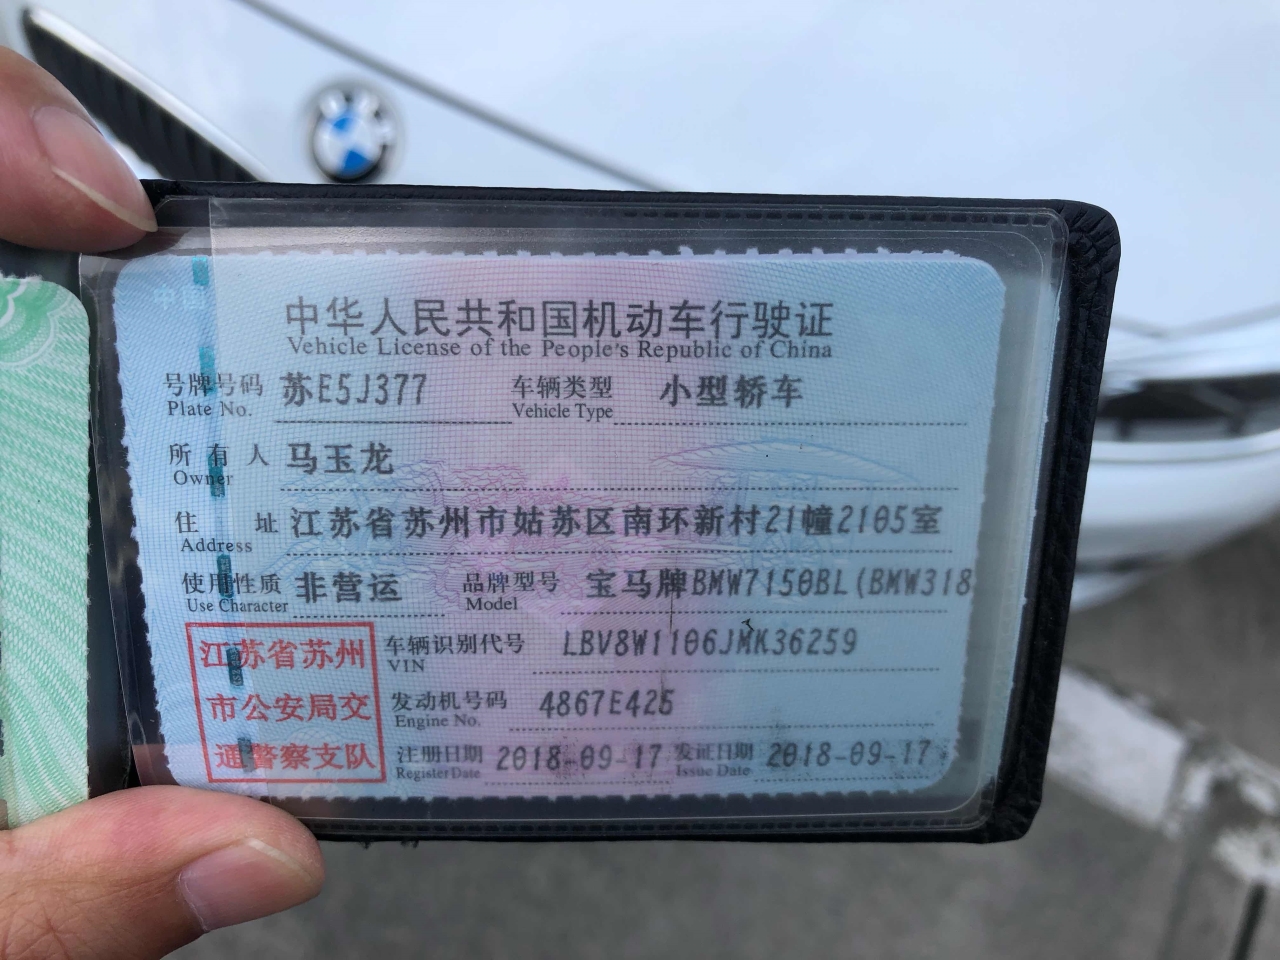 中国
中华人民共和国机动车行驶证
Vehicle License of the People's Republic of China
号牌号码 苏E5J377 车辆类型 小型轿车
Plate No. Vehicle Type
所有人 马玉龙
Owner
住址 江苏省苏州市姑苏区南环新村21幢2105室
Address
使用性质 非营运 品牌型号 宝马牌BMW7150BL(BMW318
Use Character Model
江苏省苏州
市公安局交
通警察支队
车辆识别代号 LBV8W1106JMK36259
VIN
发动机号码 4867E425
Engine No.
注册日期 2018-09-17 发证日期 2018-09-17
Register Date Issue Date